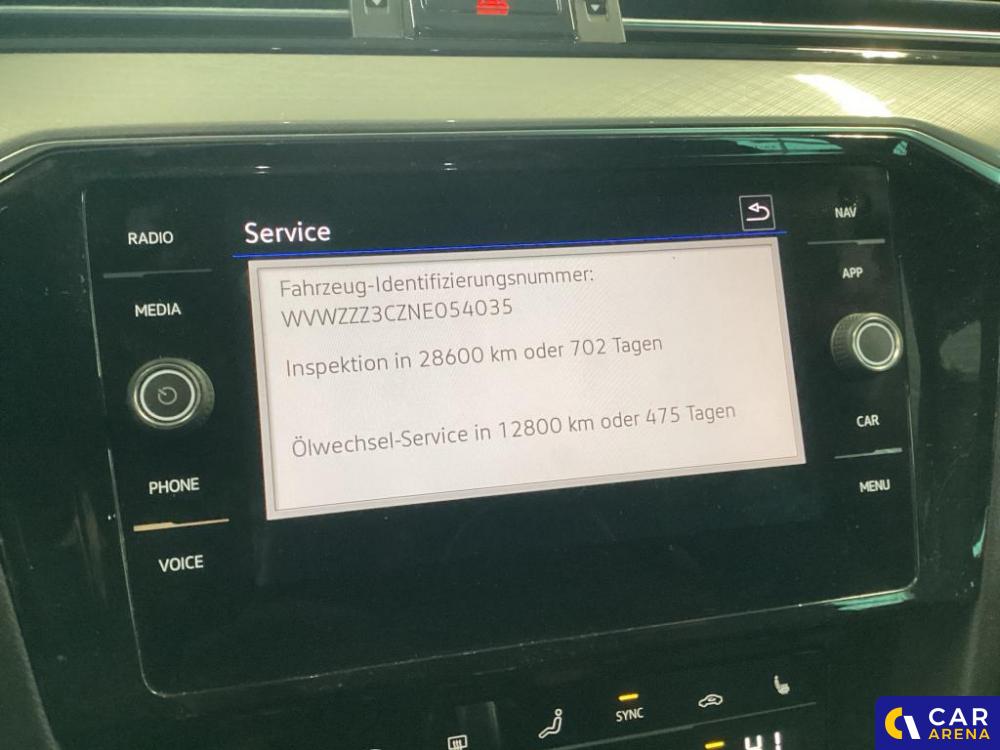 RADIO
MEDIA
PHONE
VOICE
Service
Fahrzeug-Identifizierungsnummer:
WVWZZZ3CZNE054035
Inspektion in 28600 km oder 702 Tagen
Ölwechsel-Service in 12800 km oder 475 Tagen
NAV
APP
CAR
MENU
SYNC
CAR
ARENA